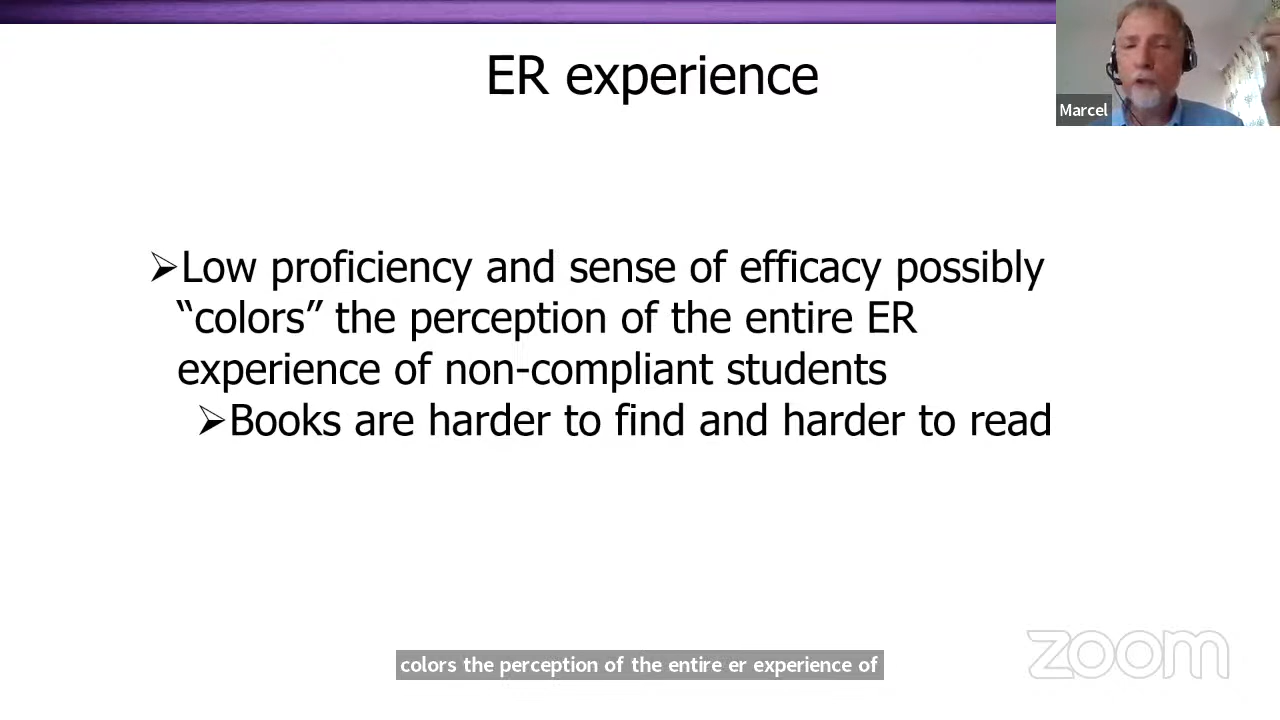 ER experience
Marcel
➢Low proficiency and sense of efficacy possibly
“colors” the perception of the entire ER
experience of non-compliant students
➢Books are harder to find and harder to read
zoom
colors the perception of the entire er experience of